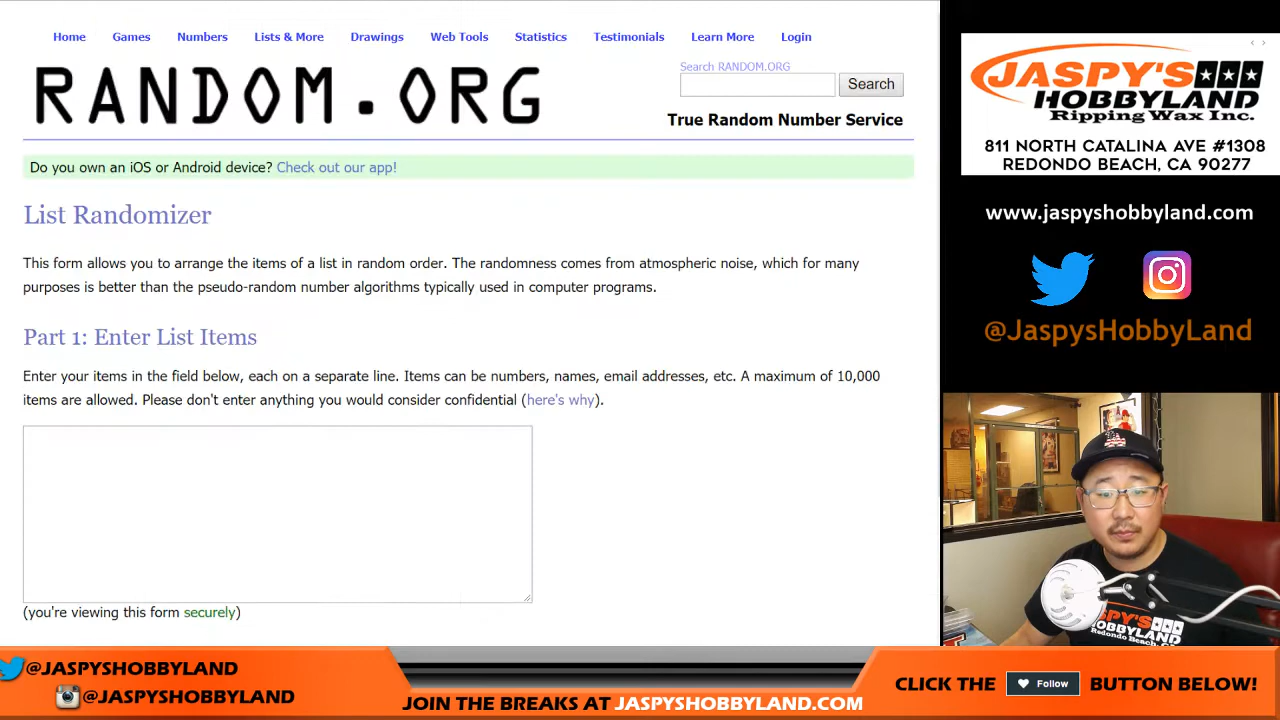 Home Games Numbers Lists & More Drawings Web Tools Statistics Testimonials Learn More Login
RANDOM.ORG
Search RANDOM.ORG
Search
True Random Number Service
Do you own an iOS or Android device? Check out our app!
List Randomizer
This form allows you to arrange the items of a list in random order. The randomness comes from atmospheric noise, which for many
purposes is better than the pseudo-random number algorithms typically used in computer programs.
Part 1: Enter List Items
Enter your items in the field below, each on a separate line. Items can be numbers, names, email addresses, etc. A maximum of 10,000
items are allowed. Please don't enter anything you would consider confidential (here's why).
(you're viewing this form securely)
JASPY'S
HOBBYLAND
Ripping Wax Inc.
811 NORTH CATALINA AVE #1308
REDONDO BEACH, CA 90277
www.jaspyshobbyland.com
@JaspysHobbyLand
HOBBYLAND
Redondo Beach,
@JASPYSHOBBYLAND
@JASPYSHOBBYLAND
JOIN THE BREAKS AT JASPYSHOBBYLAND.COM
CLICK THE Follow BUTTON BELOW!